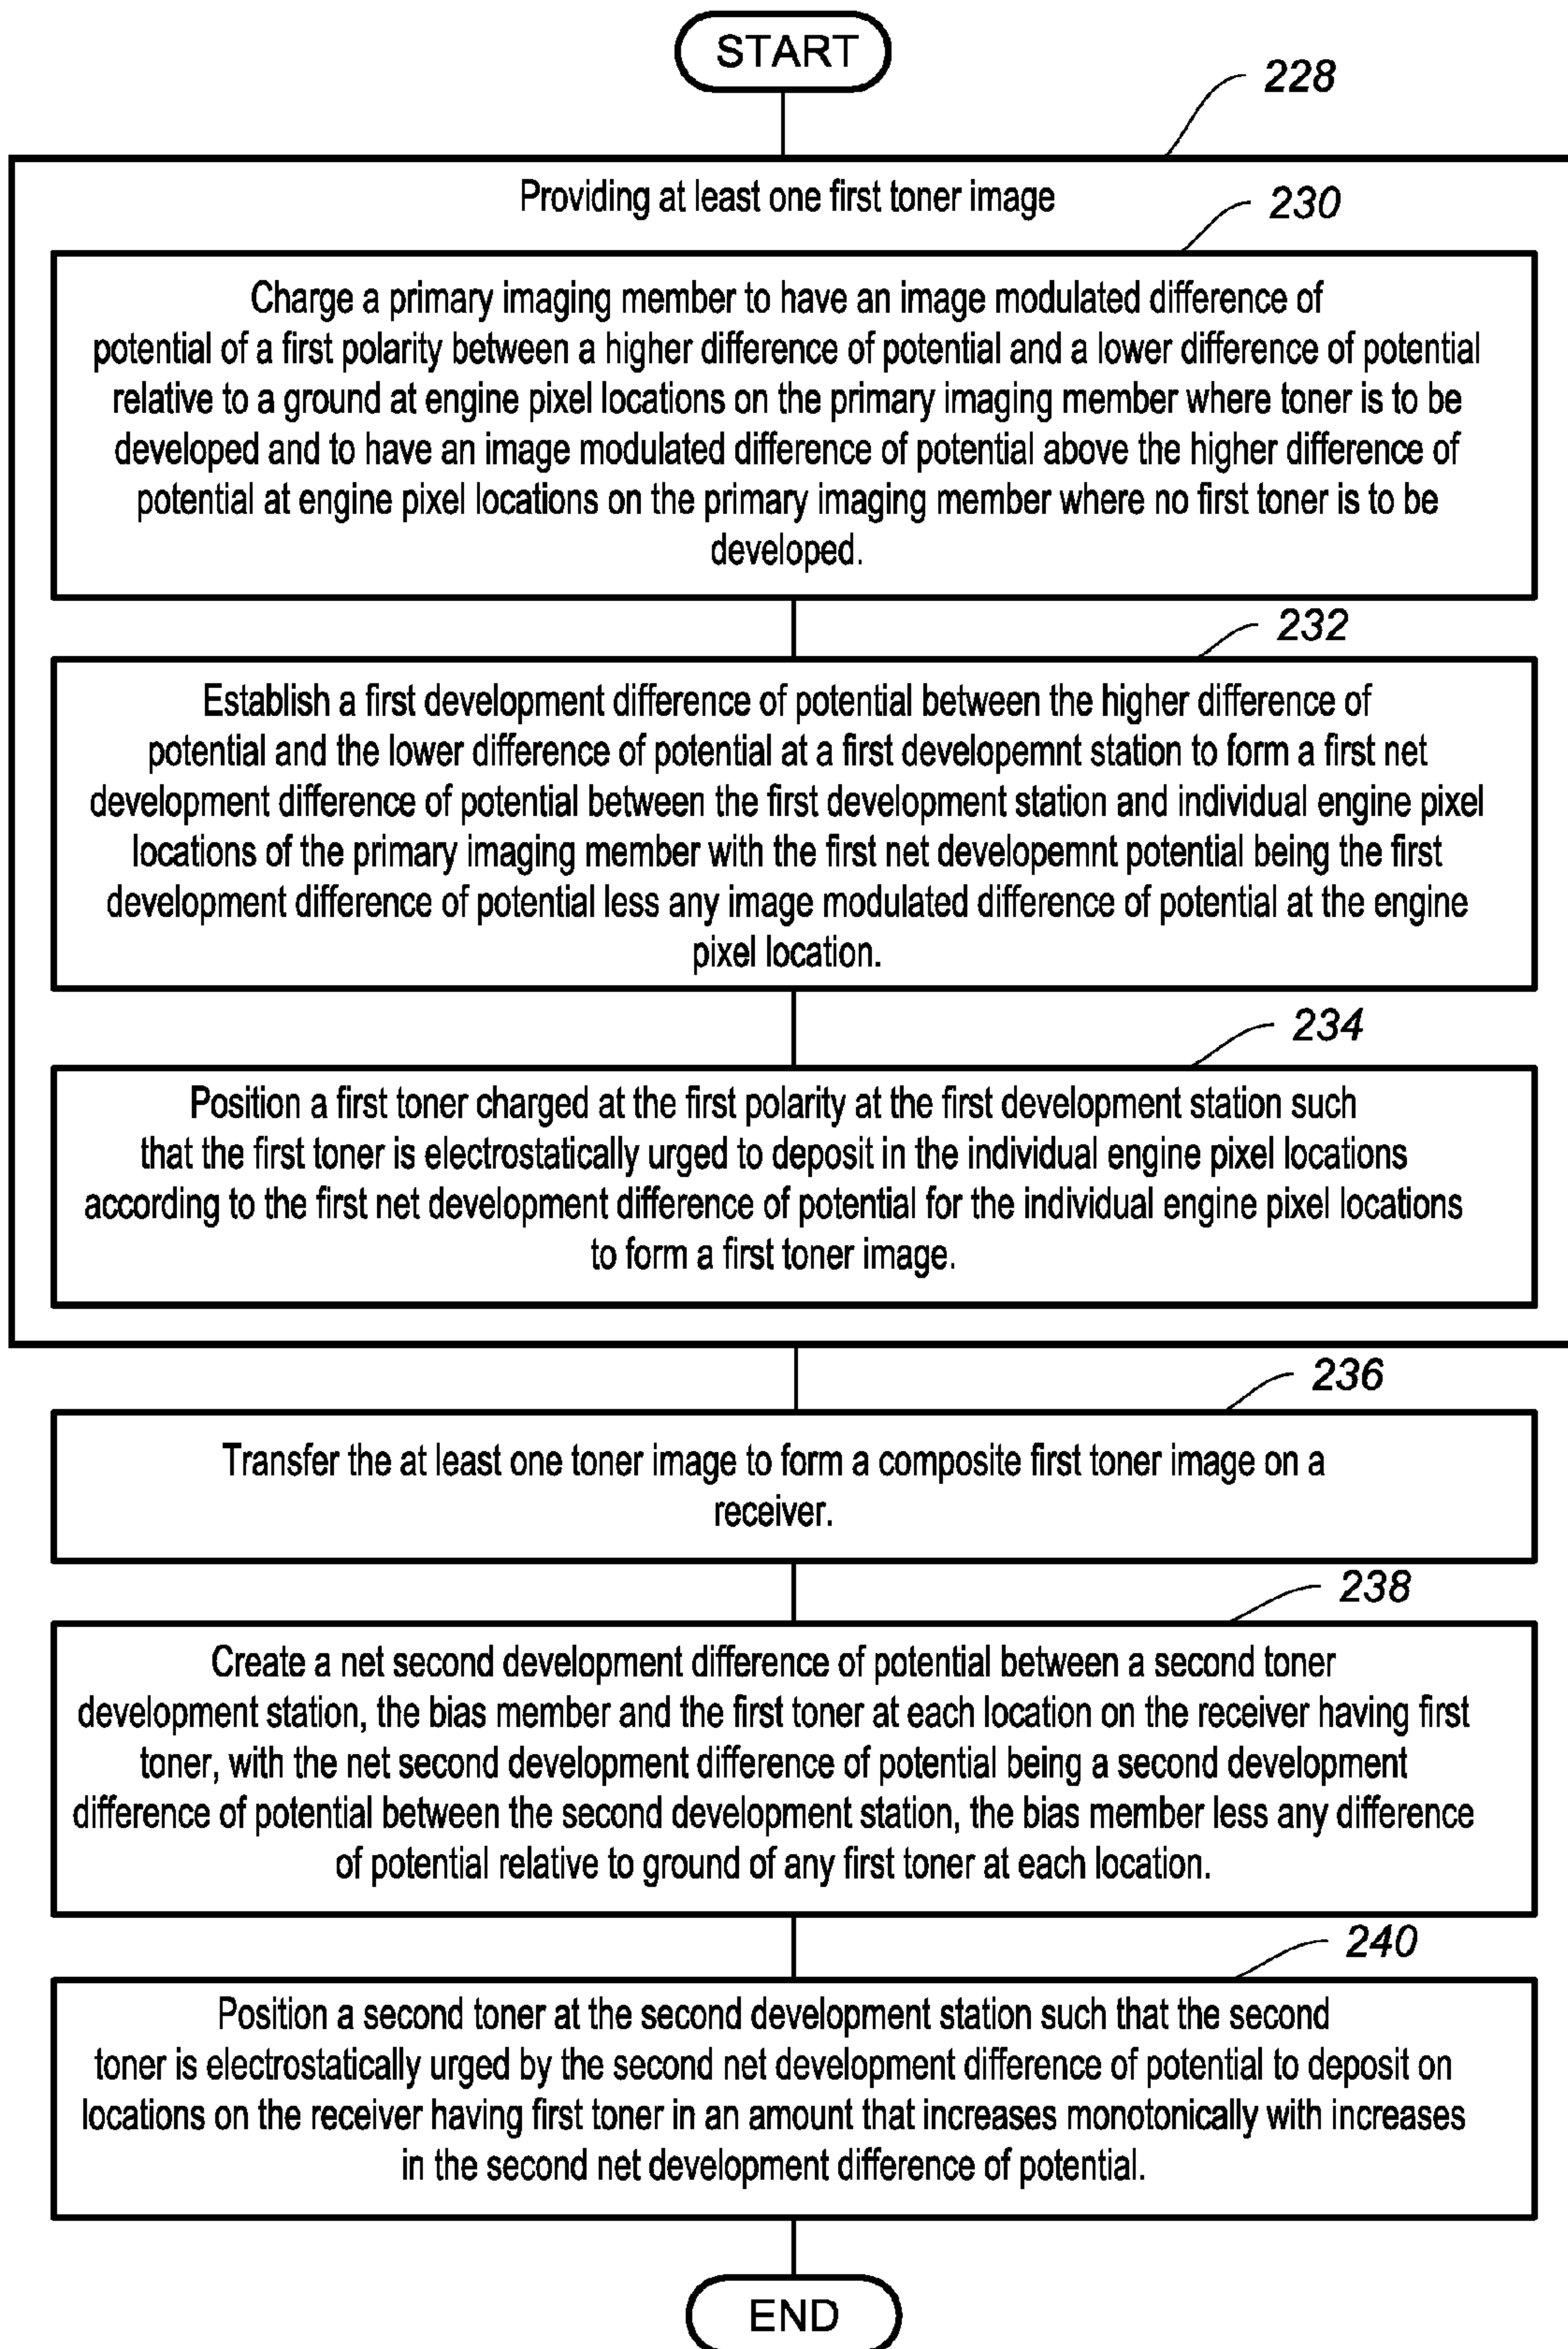 START
228
Providing at least one first toner image
230
Charge a primary imaging member to have an image modulated difference of
potential of a first polarity between a higher difference of potential and a lower difference of potential
relative to a ground at engine pixel locations on the primary imaging member where toner is to be
developed and to have an image modulated difference of potential above the higher difference of
potential at engine pixel locations on the primary imaging member where no first toner is to be
developed.
232
Establish a first development difference of potential between the higher difference of
potential and the lower difference of potential at a first developemnt station to form a first net
development difference of potential between the first development station and individual engine pixel
locations of the primary imaging member with the first net developemnt potential being the first
development difference of potential less any image modulated difference of potential at the engine
pixel location.
234
Position a first toner charged at the first polarity at the first development station such
that the first toner is electrostatically urged to deposit in the individual engine pixel locations
according to the first net development difference of potential for the individual engine pixel locations
to form a first toner image.
236
Transfer the at least one toner image to form a composite first toner image on a
receiver.
238
Create a net second development difference of potential between a second toner
development station, the bias member and the first toner at each location on the receiver having first
toner, with the net second development difference of potential being a second development
difference of potential between the second development station, the bias member less any difference
of potential relative to ground of any first toner at each location.
240
Position a second toner at the second development station such that the second
toner is electrostatically urged by the second net development difference of potential to deposit on
locations on the receiver having first toner in an amount that increases monotonically with increases
in the second net development difference of potential.
END